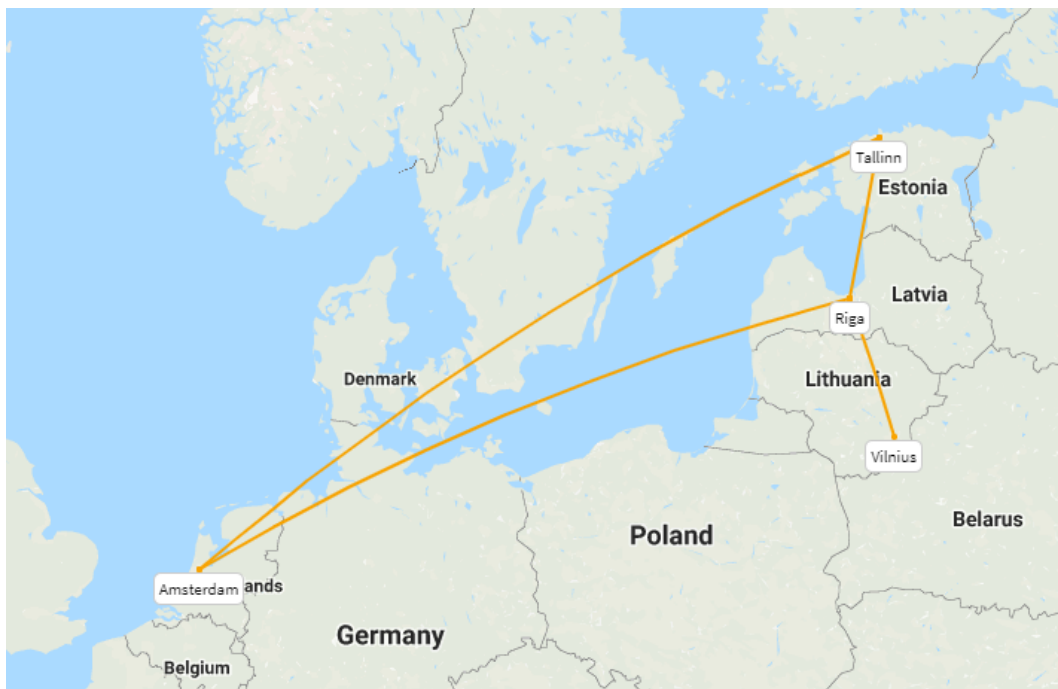 Tallinn
Estonia
Latvia
Riga
Denmark
Lithuania
Vilnius
Belarus
Poland
Amsterdam
ands
Germany
Belgium